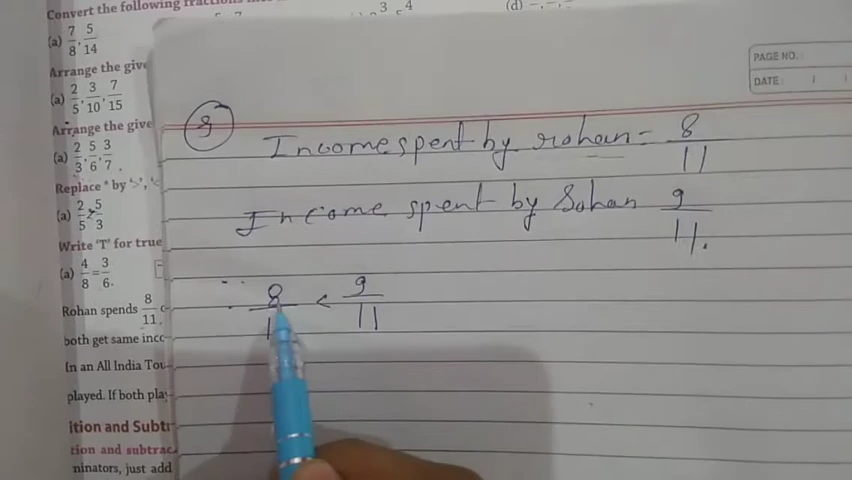 Convert the following fractions
(d)
(a) 7/8, 5/14
Arrange the give
(a) 2/5, 3/10, 7/15
Arrange the give
(a) 2/3, 5/6, 3/7.
Replace * by '>', '<
(a) 2/5 * 5/3
Write 'T' for true
(a) 4/8 = 3/6.
Rohan spends 8/11
both get same inco
In an All India Tou
played. If both play
ition and Subtr
tion and subtrac
ninators, just add
PAGE NO.:
DATE: / /
9
Incomespent by rohan = 8/11
Income spent by Sohan 9/11.
∴ 8/1 < 9/11